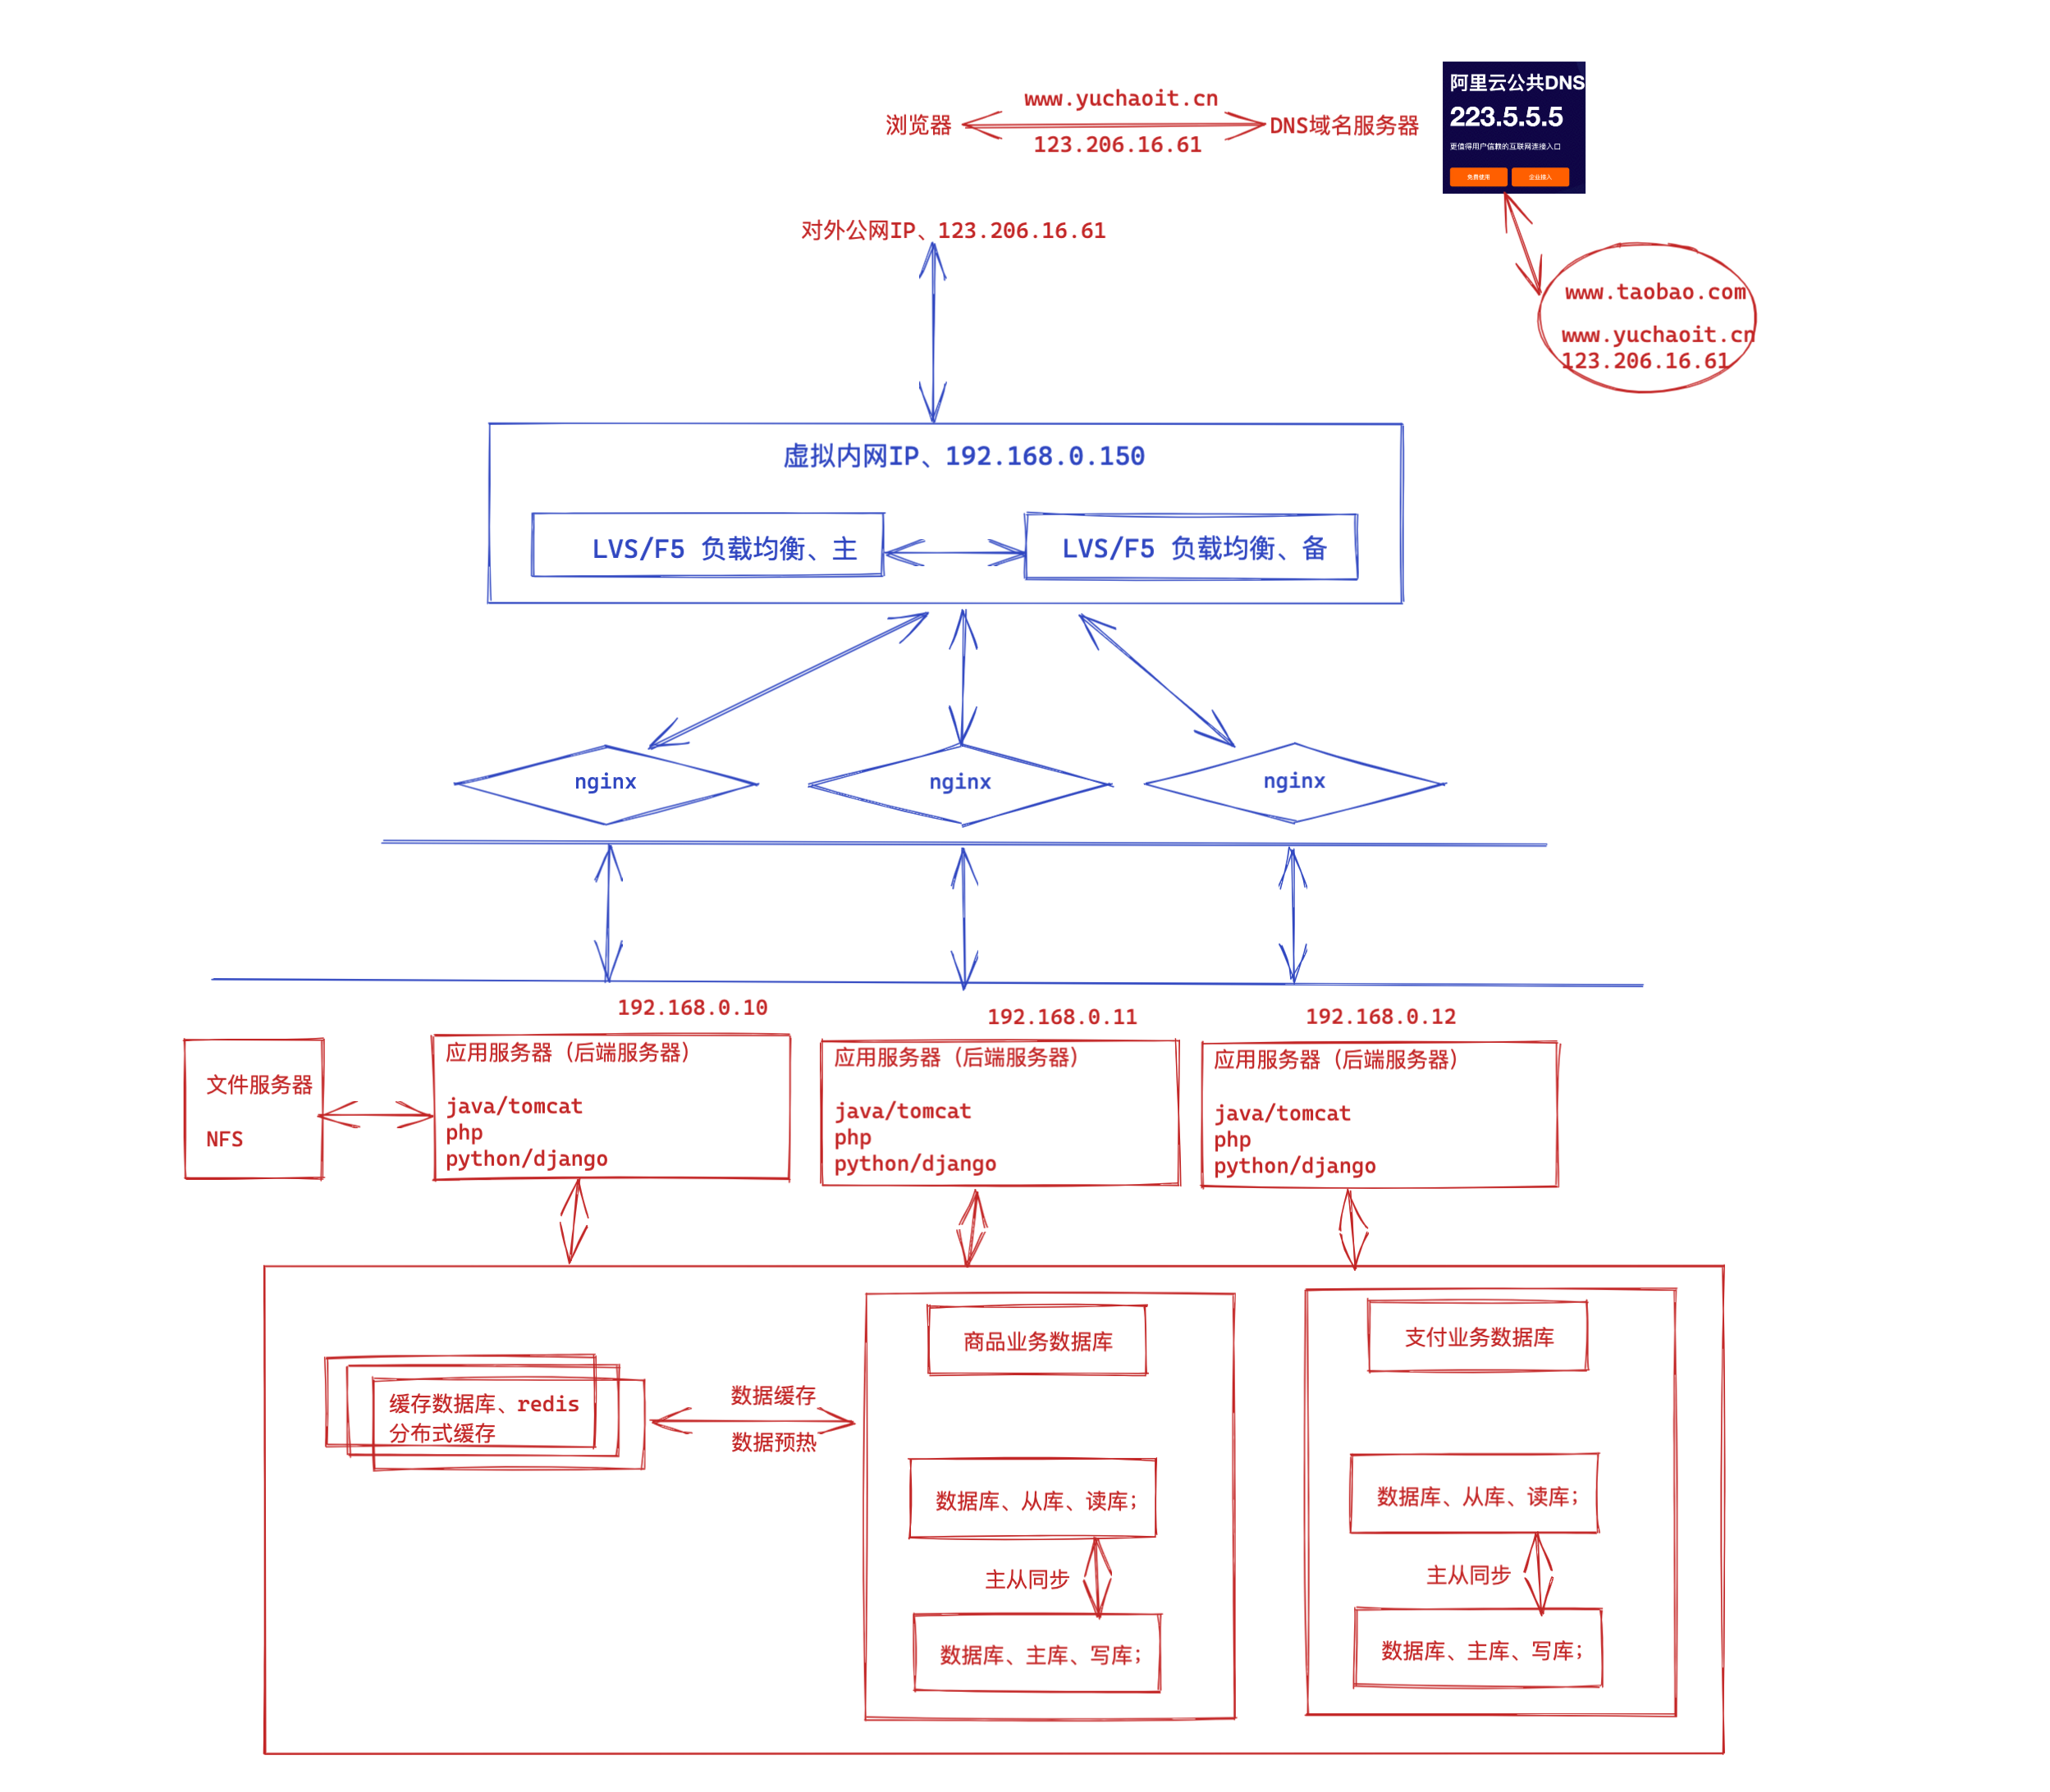 阿里云公共DNS
223.5.5.5
更值得用户信赖的互联网连接入口
免费使用
企业接入
www.yuchaoit.cn
浏览器
DNS域名服务器
123.206.16.61
对外公网IP、123.206.16.61
www.taobao.com
www.yuchaoit.cn
123.206.16.61
虚拟内网IP、192.168.0.150
LVS/F5 负载均衡、主
LVS/F5 负载均衡、备
nginx
nginx
nginx
192.168.0.10
192.168.0.11
192.168.0.12
文件服务器
NFS
应用服务器（后端服务器）
java/tomcat
php
python/django
应用服务器（后端服务器）
java/tomcat
php
python/django
应用服务器（后端服务器）
java/tomcat
php
python/django
缓存数据库、redis
分布式缓存
数据缓存
数据预热
商品业务数据库
数据库、从库、读库；
主从同步
数据库、主库、写库；
支付业务数据库
数据库、从库、读库；
主从同步
数据库、主库、写库；